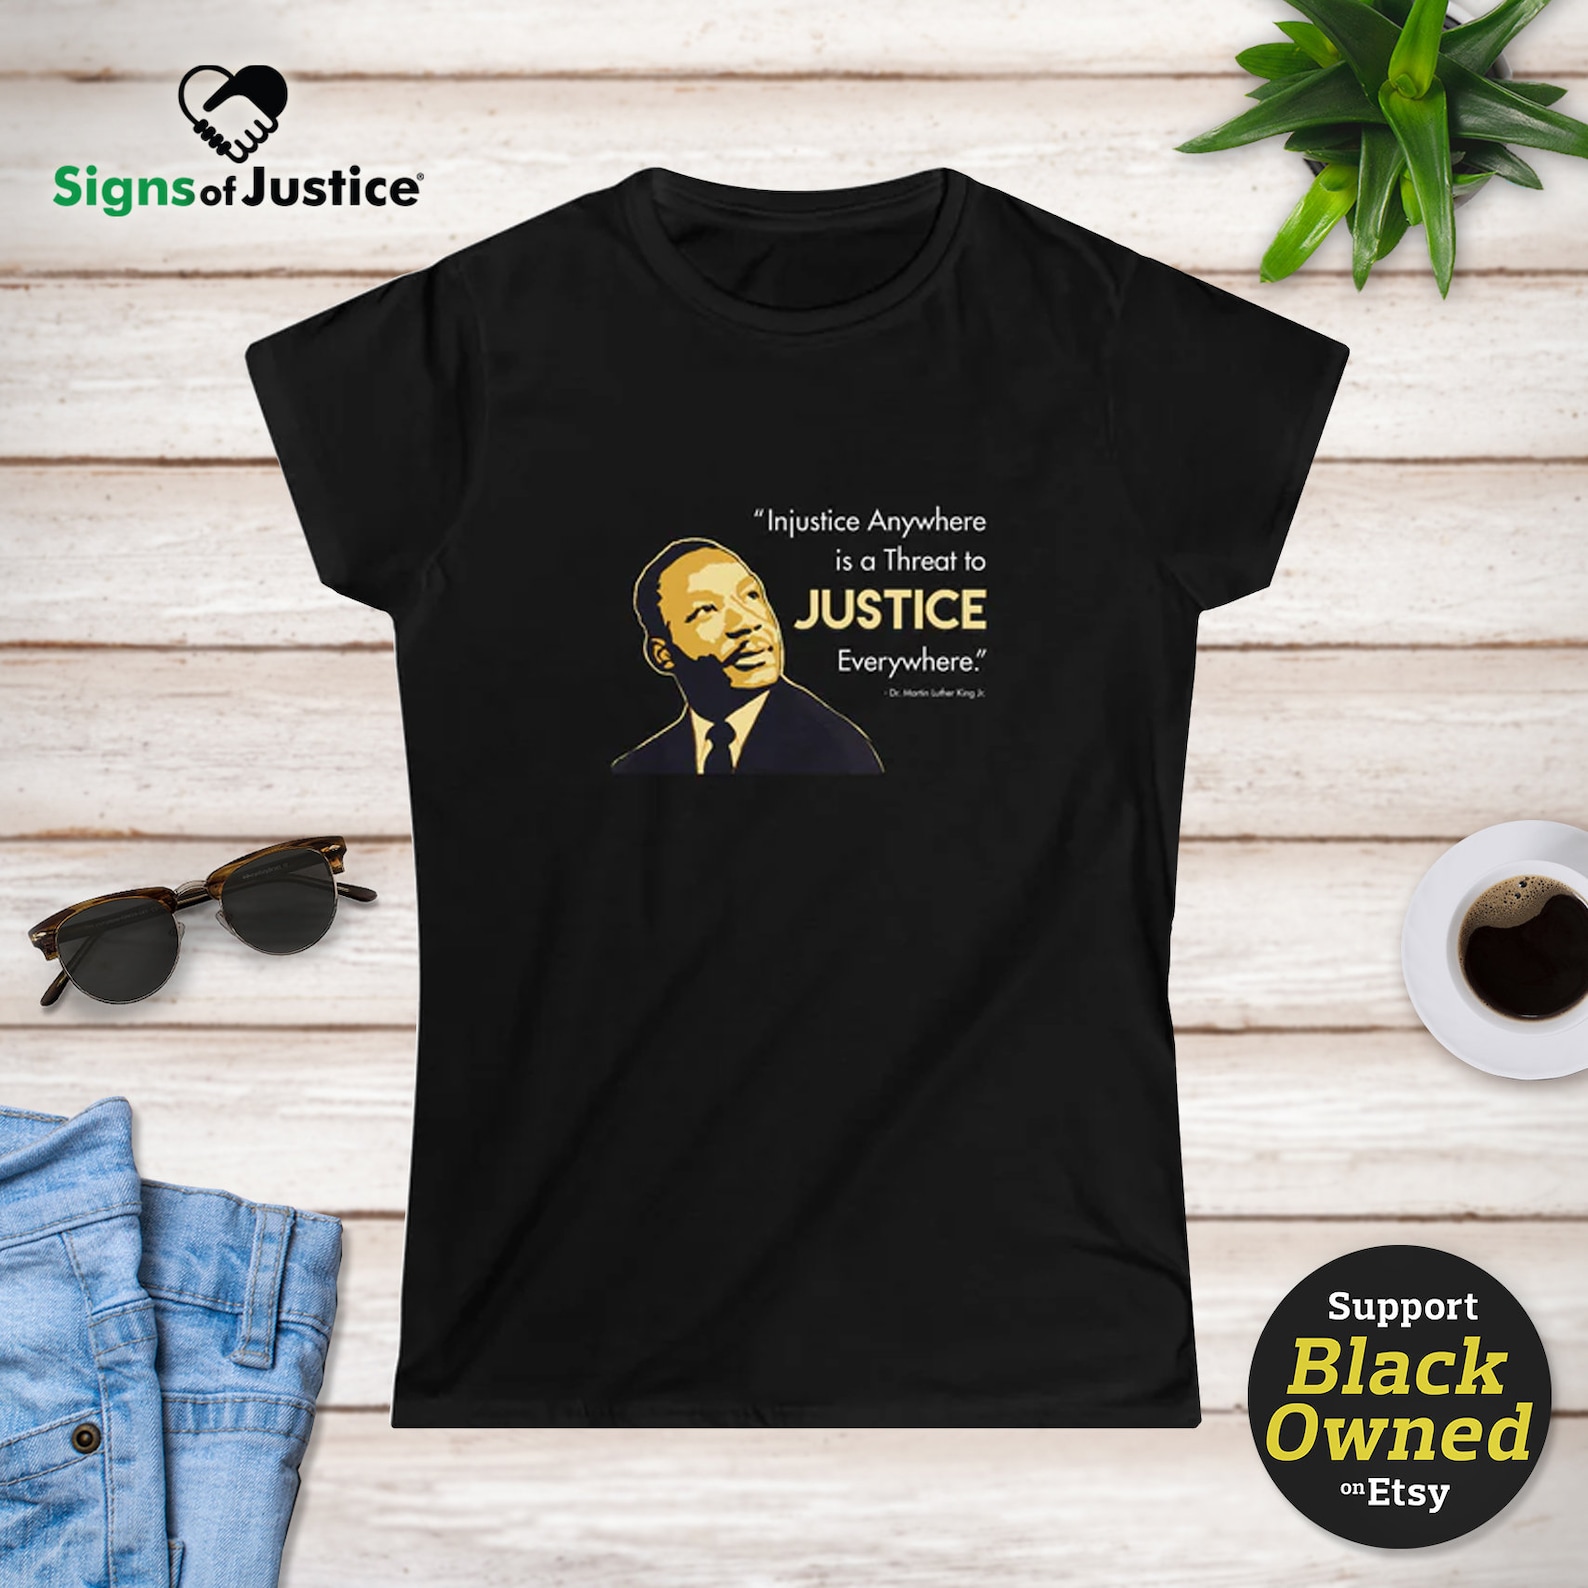 Signs of Justice®
“Injustice Anywhere
is a Threat to
JUSTICE
Everywhere.”
- Dr. Martin Luther King Jr.
Support
Black
Owned
on Etsy